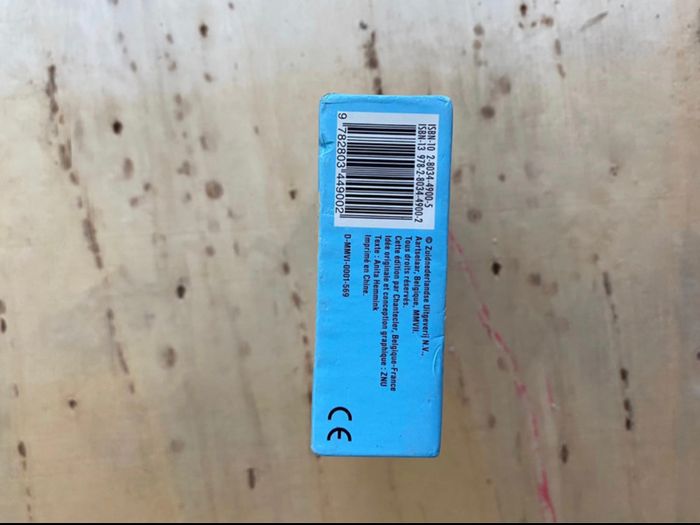 ISBN-10 2-8034-4900-5
ISBN-13 978-2-8034-4900-2
9 782803 449002
© Zuidnederlandse Uitgeverij N.V.,
Aartselaar, Belgique, MMVII.
Tous droits réservés.
Cette édition par Chantecler, Belgique-France
Idée originale et conception graphique : ZNU
Texte : Anita Hemmink
Imprimé en Chine.
D-MMVI-0001-569
CE